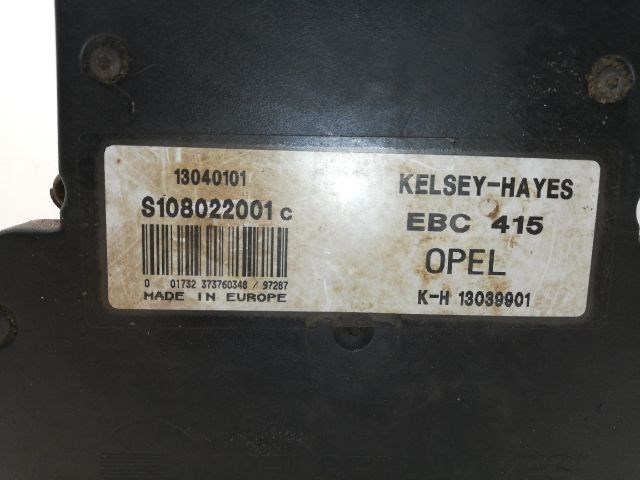 13040101
S108022001 C
0 01732 373760348 / 97287
MADE IN EUROPE
KELSEY-HAYES
EBC 415
OPEL
K-H 13039901